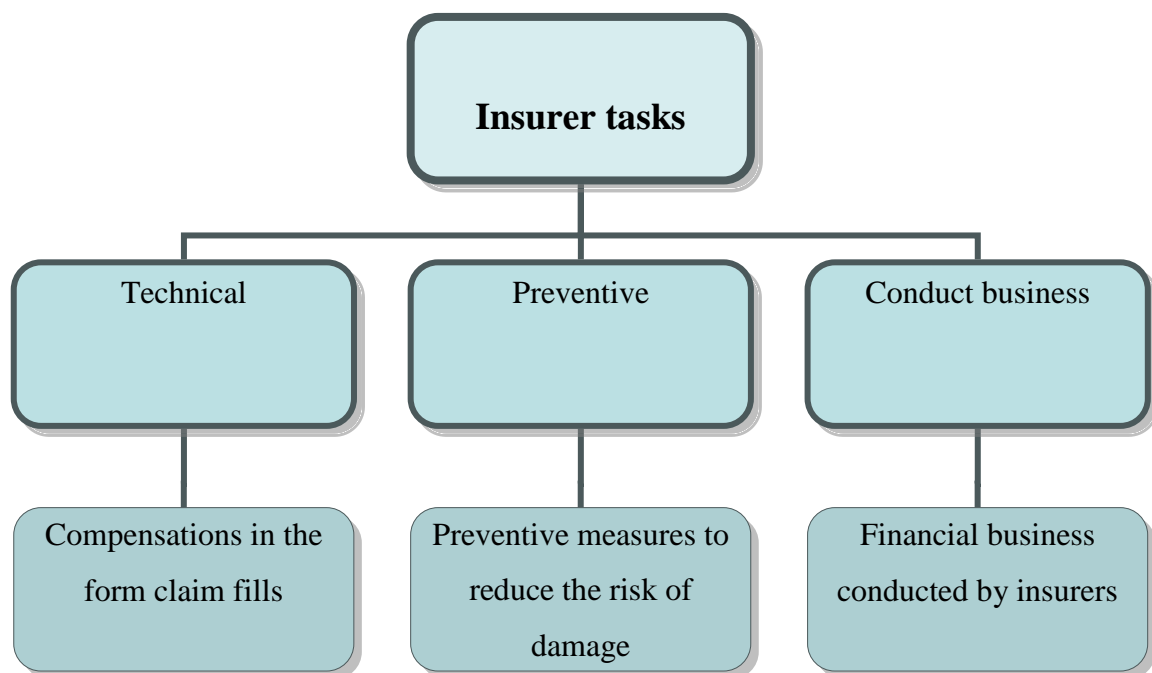 Insurer tasks
Technical
Preventive
Conduct business
Compensations in the
form claim fills
Preventive measures to
reduce the risk of
damage
Financial business
conducted by insurers